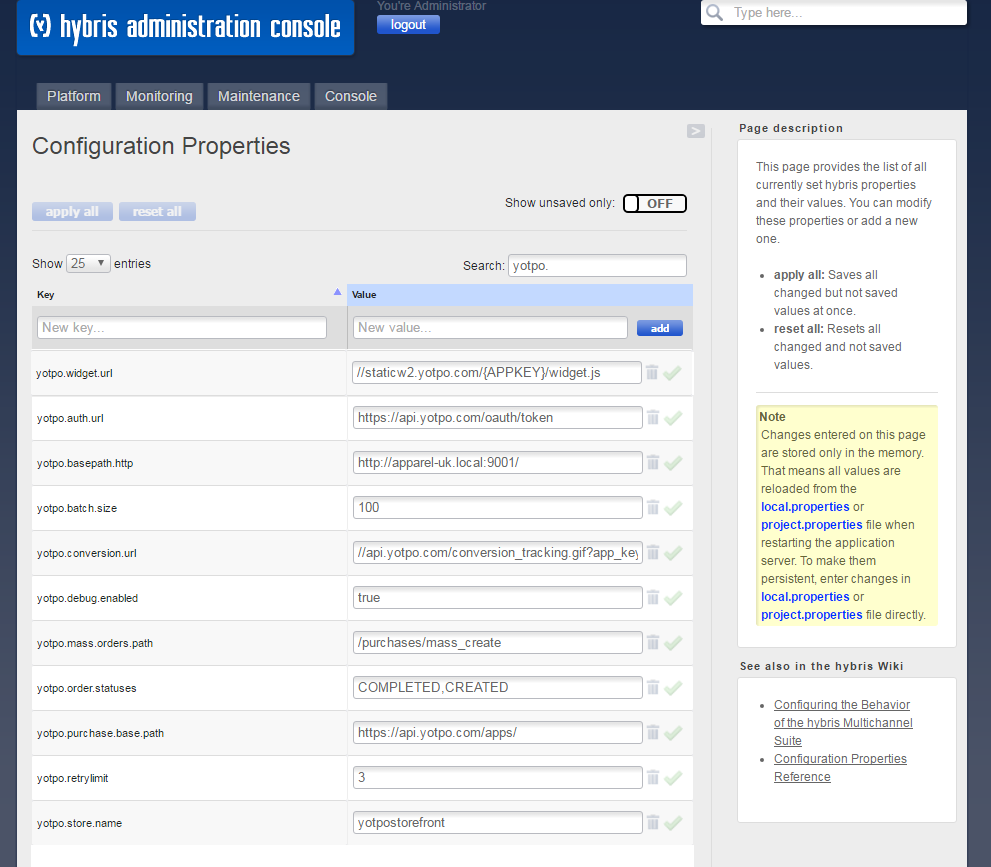 You're Administrator
hybris administration console
logout
Type here...
Platform
Monitoring
Maintenance
Console
Configuration Properties
>
apply all
reset all
Show unsaved only:
OFF
Show 25 entries
Search: yotpo.
Key
Value
New key...
New value...
add
yotpo.widget.url
//staticw2.yotpo.com/{APPKEY}/widget.js
yotpo.auth.url
https://api.yotpo.com/oauth/token
yotpo.basepath.http
http://apparel-uk.local:9001/
yotpo.batch.size
100
yotpo.conversion.url
//api.yotpo.com/conversion_tracking.gif?app_key
yotpo.debug.enabled
true
yotpo.mass.orders.path
/purchases/mass_create
yotpo.order.statuses
COMPLETED,CREATED
yotpo.purchase.base.path
https://api.yotpo.com/apps/
yotpo.retrylimit
3
yotpo.store.name
yotpostorefront
Page description
This page provides the list of all
currently set hybris properties
and their values. You can modify
these properties or add a new
one.
apply all: Saves all
changed but not saved
values at once.
reset all: Resets all
changed and not saved
values.
Note
Changes entered on this page
are stored only in the memory.
That means all values are
reloaded from the
local.properties or
project.properties file when
restarting the application
server. To make them
persistent, enter changes in
local.properties or
project.properties file directly.
See also in the hybris Wiki
Configuring the Behavior
of the hybris Multichannel
Suite
Configuration Properties
Reference